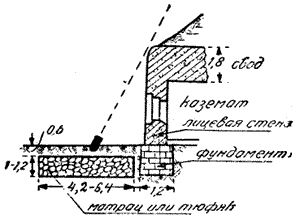 1,8 свод
каземат
лицевая стена
0,6
фундамент
1-1,2
4,2-5,4
1,2
матрац или тюфяк